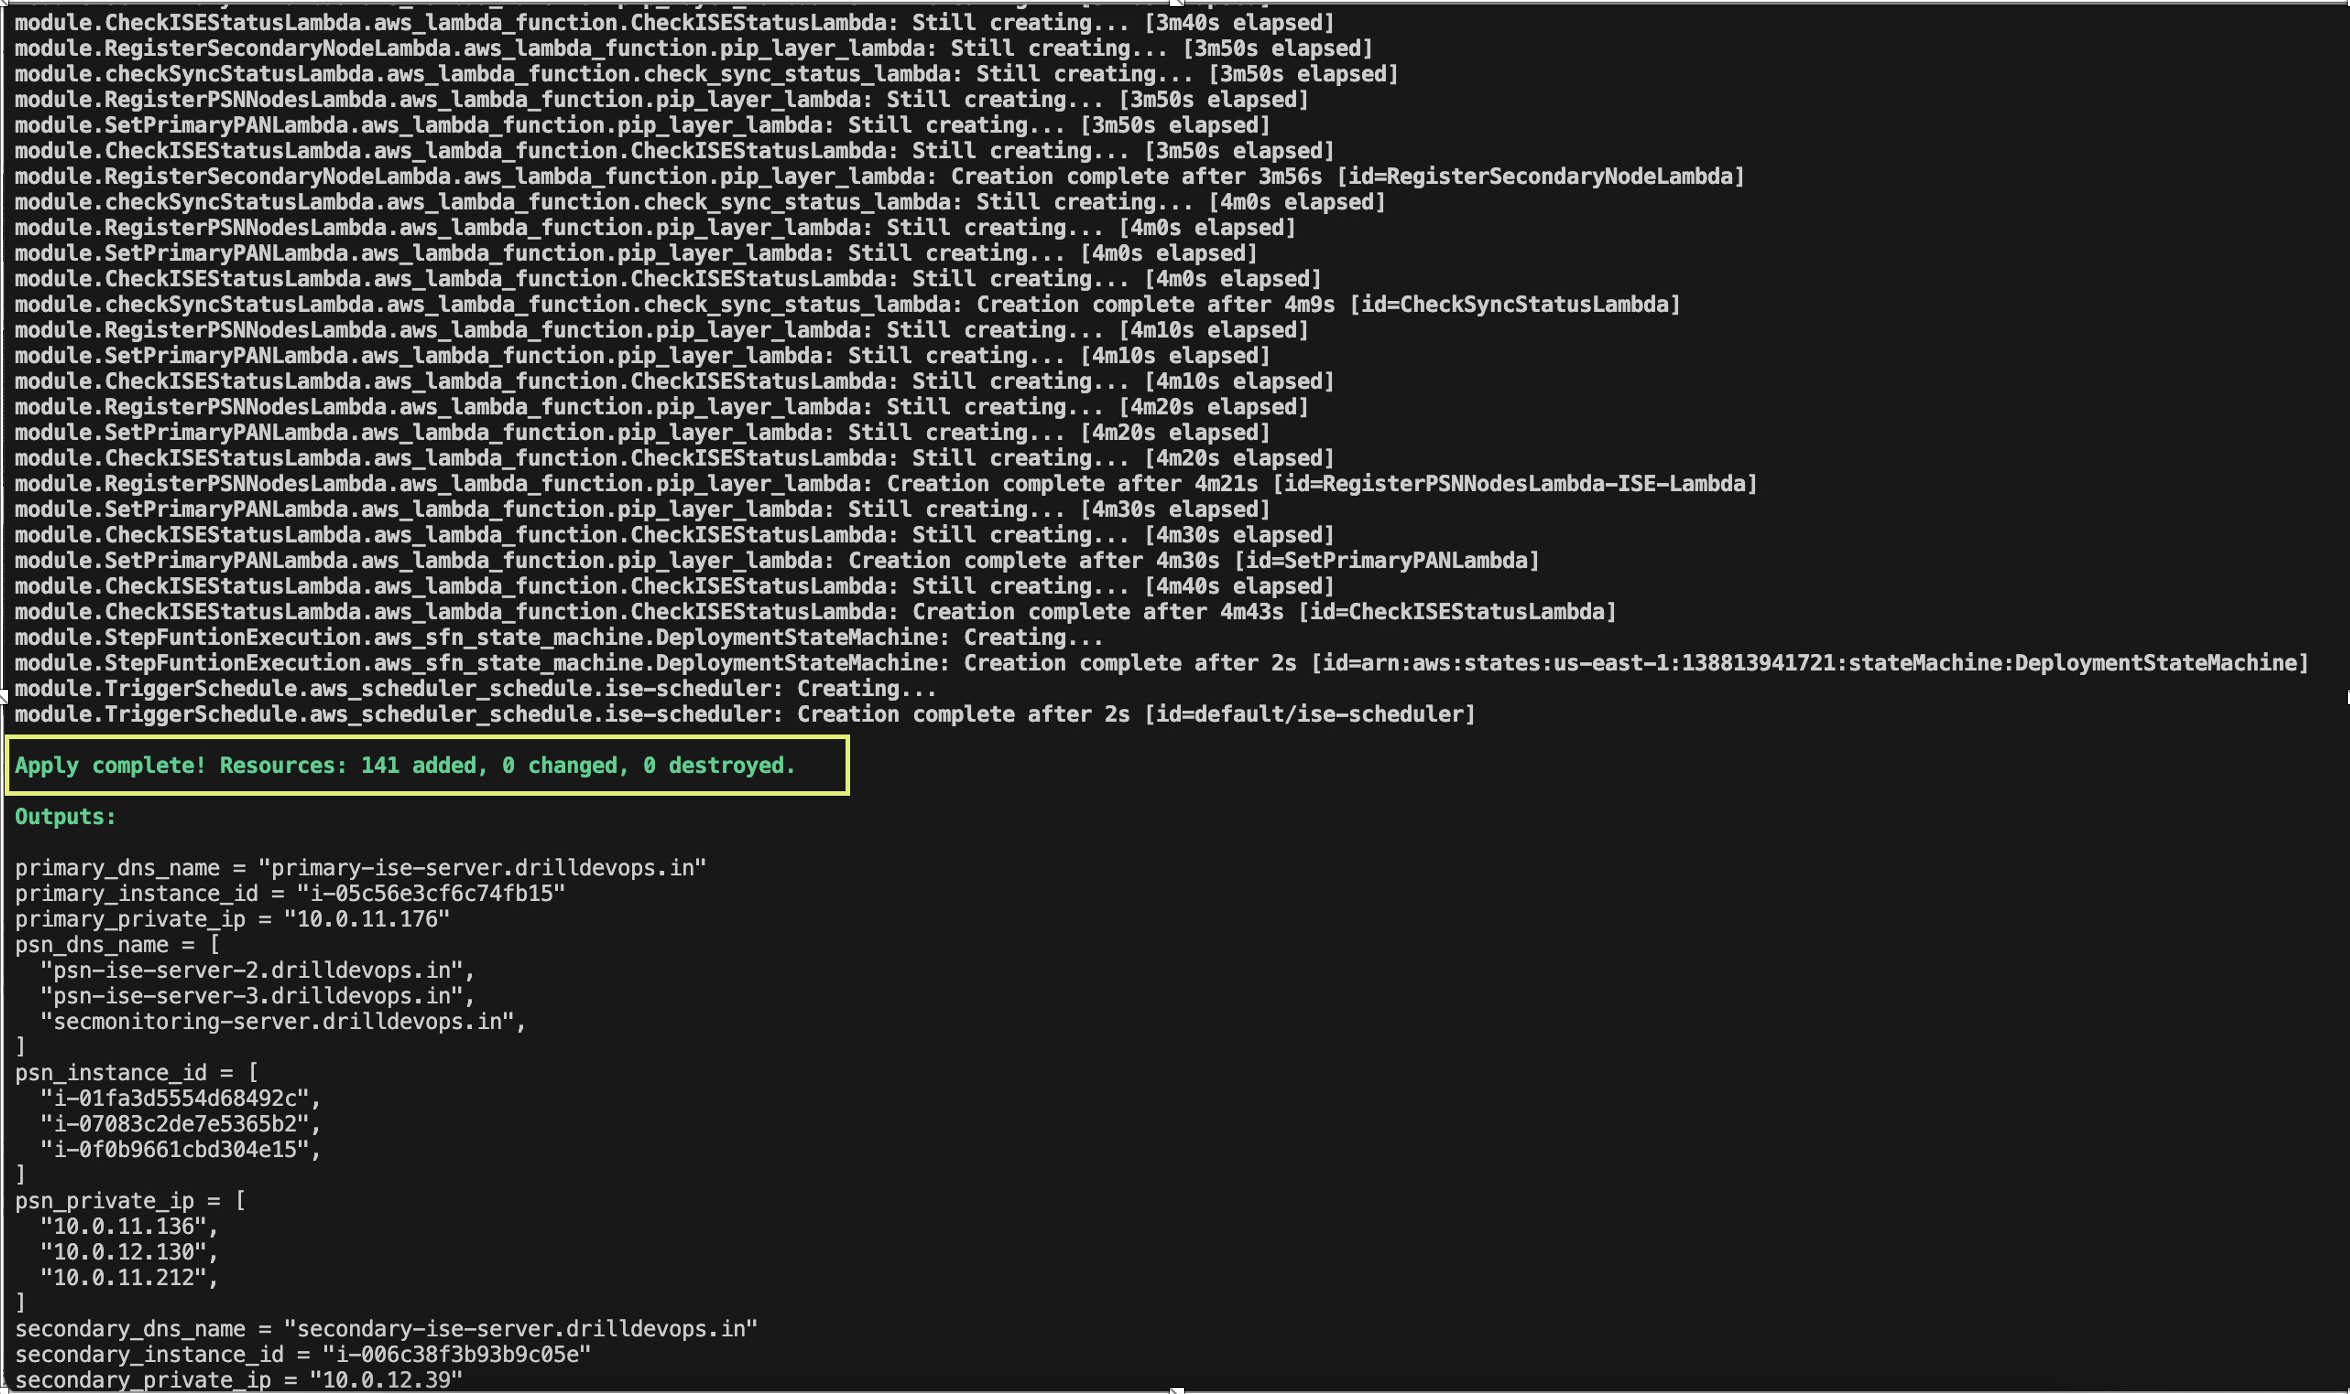 module.CheckISEStatusLambda.aws_lambda_function.CheckISEStatusLambda: Still creating... [3m40s elapsed]
module.RegisterSecondaryNodeLambda.aws_lambda_function.pip_layer_lambda: Still creating... [3m50s elapsed]
module.checkSyncStatusLambda.aws_lambda_function.check_sync_status_lambda: Still creating... [3m50s elapsed]
module.RegisterPSNNodesLambda.aws_lambda_function.pip_layer_lambda: Still creating... [3m50s elapsed]
module.SetPrimaryPANLambda.aws_lambda_function.pip_layer_lambda: Still creating... [3m50s elapsed]
module.CheckISEStatusLambda.aws_lambda_function.CheckISEStatusLambda: Still creating... [3m50s elapsed]
module.RegisterSecondaryNodeLambda.aws_lambda_function.pip_layer_lambda: Creation complete after 3m56s [id=RegisterSecondaryNodeLambda]
module.checkSyncStatusLambda.aws_lambda_function.check_sync_status_lambda: Still creating... [4m0s elapsed]
module.RegisterPSNNodesLambda.aws_lambda_function.pip_layer_lambda: Still creating... [4m0s elapsed]
module.SetPrimaryPANLambda.aws_lambda_function.pip_layer_lambda: Still creating... [4m0s elapsed]
module.CheckISEStatusLambda.aws_lambda_function.CheckISEStatusLambda: Still creating... [4m0s elapsed]
module.checkSyncStatusLambda.aws_lambda_function.check_sync_status_lambda: Creation complete after 4m9s [id=CheckSyncStatusLambda]
module.RegisterPSNNodesLambda.aws_lambda_function.pip_layer_lambda: Still creating... [4m10s elapsed]
module.SetPrimaryPANLambda.aws_lambda_function.pip_layer_lambda: Still creating... [4m10s elapsed]
module.CheckISEStatusLambda.aws_lambda_function.CheckISEStatusLambda: Still creating... [4m10s elapsed]
module.RegisterPSNNodesLambda.aws_lambda_function.pip_layer_lambda: Still creating... [4m20s elapsed]
module.SetPrimaryPANLambda.aws_lambda_function.pip_layer_lambda: Still creating... [4m20s elapsed]
module.CheckISEStatusLambda.aws_lambda_function.CheckISEStatusLambda: Still creating... [4m20s elapsed]
module.RegisterPSNNodesLambda.aws_lambda_function.pip_layer_lambda: Creation complete after 4m21s [id=RegisterPSNNodesLambda-ISE-Lambda]
module.SetPrimaryPANLambda.aws_lambda_function.pip_layer_lambda: Still creating... [4m30s elapsed]
module.CheckISEStatusLambda.aws_lambda_function.CheckISEStatusLambda: Still creating... [4m30s elapsed]
module.SetPrimaryPANLambda.aws_lambda_function.pip_layer_lambda: Creation complete after 4m30s [id=SetPrimaryPANLambda]
module.CheckISEStatusLambda.aws_lambda_function.CheckISEStatusLambda: Still creating... [4m40s elapsed]
module.CheckISEStatusLambda.aws_lambda_function.CheckISEStatusLambda: Creation complete after 4m43s [id=CheckISEStatusLambda]
module.StepFuntionExecution.aws_sfn_state_machine.DeploymentStateMachine: Creating...
module.StepFuntionExecution.aws_sfn_state_machine.DeploymentStateMachine: Creation complete after 2s [id=arn:aws:states:us-east-1:138813941721:stateMachine:DeploymentStateMachine]
module.TriggerSchedule.aws_scheduler_schedule.ise-scheduler: Creating...
module.TriggerSchedule.aws_scheduler_schedule.ise-scheduler: Creation complete after 2s [id=default/ise-scheduler]
Apply complete! Resources: 141 added, 0 changed, 0 destroyed.
Outputs:
primary_dns_name = "primary-ise-server.drilldevops.in"
primary_instance_id = "i-05c56e3cf6c74fb15"
primary_private_ip = "10.0.11.176"
psn_dns_name = [
"psn-ise-server-2.drilldevops.in",
"psn-ise-server-3.drilldevops.in",
"secmonitoring-server.drilldevops.in",
]
psn_instance_id = [
"i-01fa3d5554d68492c",
"i-07083c2de7e5365b2",
"i-0f0b9661cbd304e15",
]
psn_private_ip = [
"10.0.11.136",
"10.0.12.130",
"10.0.11.212",
]
secondary_dns_name = "secondary-ise-server.drilldevops.in"
secondary_instance_id = "i-006c38f3b93b9c05e"
secondary_private_ip = "10.0.12.39"